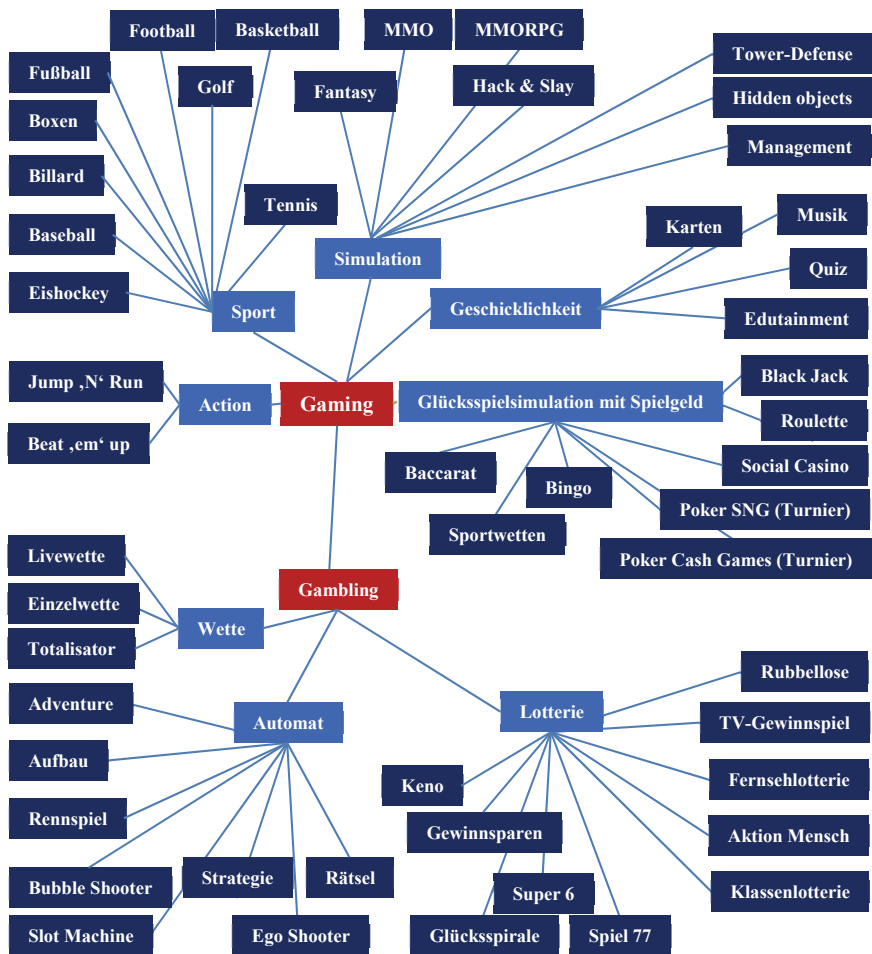 Football
Basketball
MMO
MMORPG
Tower-Defense
Fußball
Golf
Fantasy
Hack & Slay
Hidden objects
Boxen
Management
Billard
Tennis
Karten
Musik
Baseball
Simulation
Quiz
Eishockey
Sport
Geschicklichkeit
Edutainment
Jump ‚N‘ Run
Action
Gaming
Glücksspielsimulation mit Spielgeld
Black Jack
Roulette
Beat ‚em‘ up
Baccarat
Bingo
Social Casino
Sportwetten
Poker SNG (Turnier)
Poker Cash Games (Turnier)
Livewette
Gambling
Einzelwette
Wette
Totalisator
Rubbellose
Adventure
Automat
Lotterie
TV-Gewinnspiel
Aufbau
Keno
Fernsehlotterie
Rennspiel
Gewinnsparen
Aktion Mensch
Bubble Shooter
Strategie
Rätsel
Super 6
Klassenlotterie
Slot Machine
Ego Shooter
Glücksspirale
Spiel 77